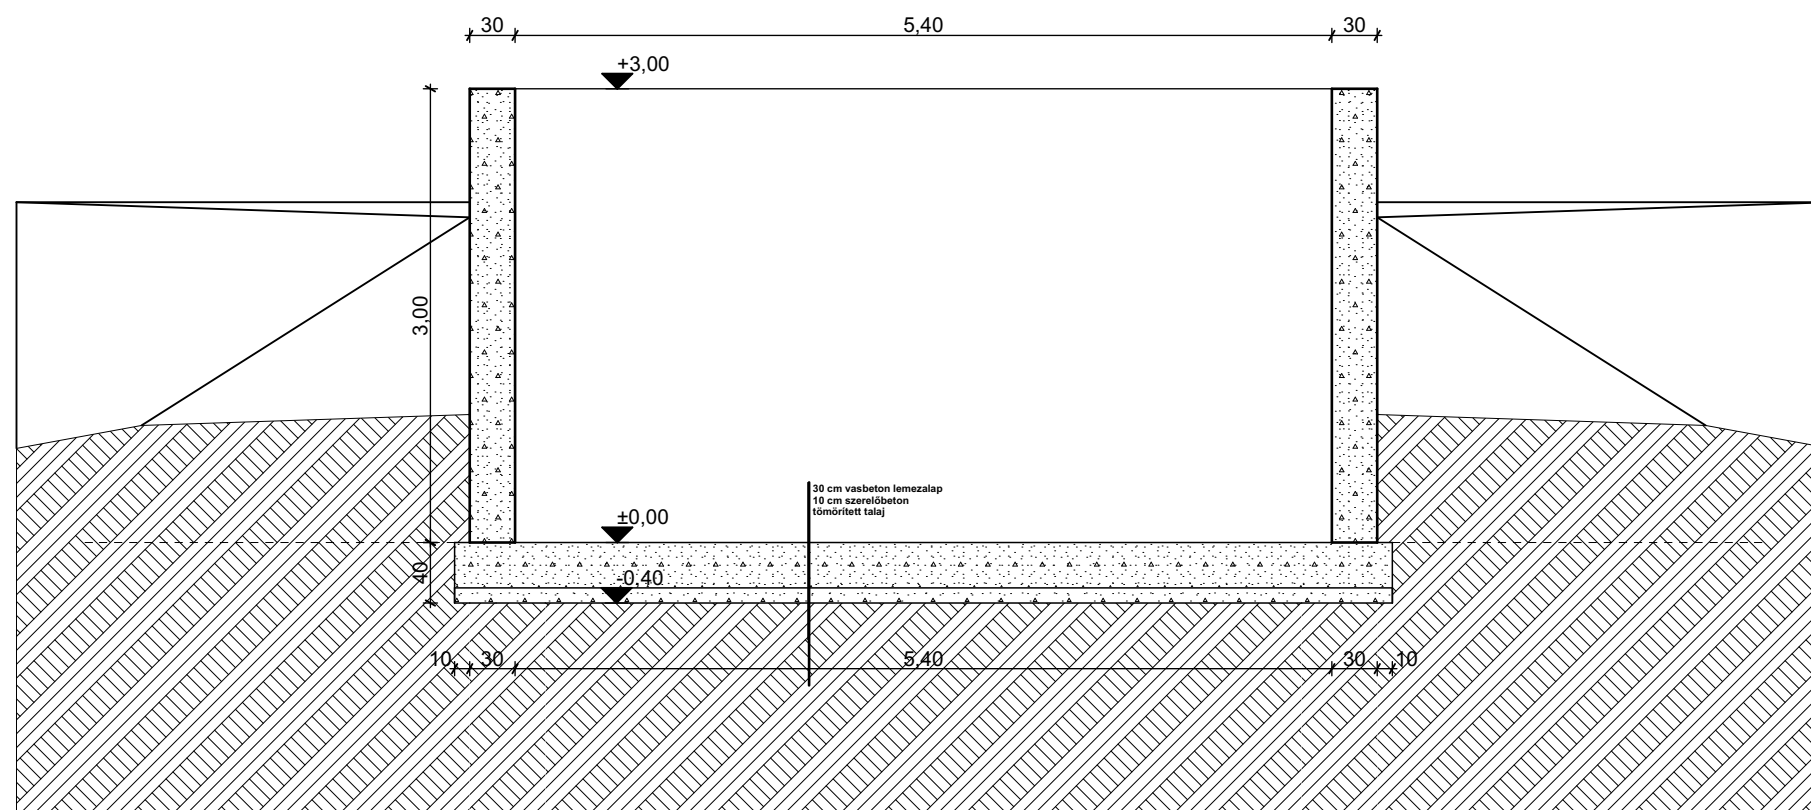 30 5,40 30
+3,00
3,00
30 cm vasbeton lemezalap
10 cm szerelőbeton
tömörített talaj
±0,00
40
-0,40
10 30 5,40 30 10